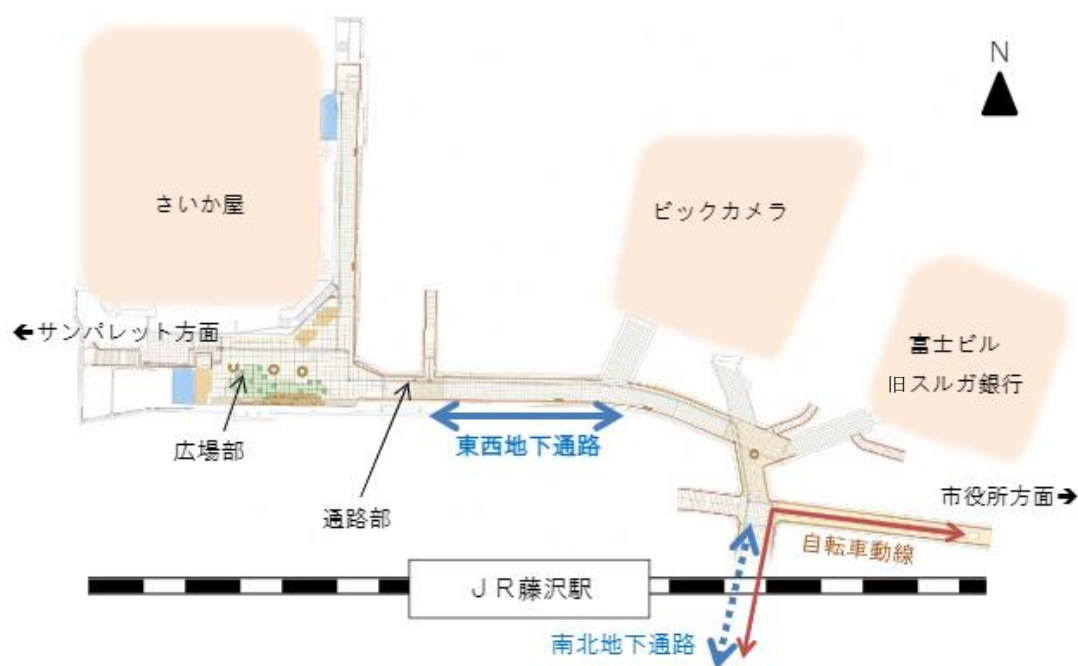 N
さいか屋
ビックカメラ
←サンパレット方面
富士ビル
旧スルガ銀行
広場部
東西地下通路
通路部
市役所方面→
自転車動線
ＪＲ藤沢駅
南北地下通路